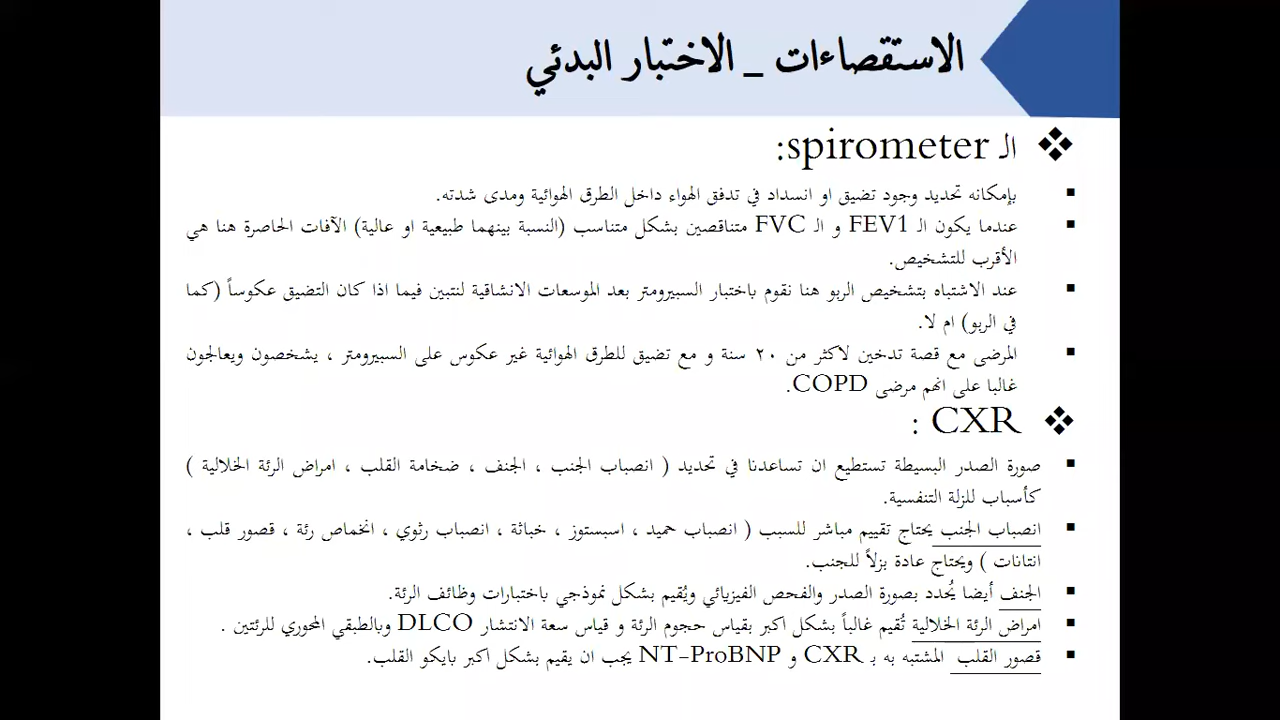 الاستقصاءات _ الاختبار البدئي
❖ الـ spirometer:
▪ بإمكانه تحديد وجود تضيق او انسداد في تدفق الهواء داخل الطرق الهوائية ومدى شدته.
▪ عندما يكون الـ FEV1 و الـ FVC متناقصين بشكل متناسب (النسبة بينهما طبيعية او عالية) الآفات الحاصرة هنا هي
الأقرب للتشخيص.
▪ عند الاشتباه بتشخيص الربو هنا نقوم باختبار السبيرومتر بعد الموسعات الانشاقية لنتبين فيما اذا كان التضيق عكوساً (كما
في الربو) ام لا.
▪ المرضى مع قصة تدخين لاكثر من ٢٠ سنة و مع تضيق للطرق الهوائية غير عكوس على السبيرومتر ، يشخصون ويعالجون
غالبا على انهم مرضى COPD.
❖ CXR :
▪ صورة الصدر البسيطة تستطيع ان تساعدنا في تحديد ( انصباب الجنب ، الجنف ، ضخامة القلب ، امراض الرئة الخلالية )
كأسباب للزلة التنفسية.
▪ انصباب الجنب يحتاج تقييم مباشر للسبب ( انصباب حميد ، اسبستوز ، خباثة ، انصباب رثوي ، انخماص رئة ، قصور قلب ،
انتانات ) ويحتاج عادة بزلاً للجنب.
▪ الجنف أيضا يُحدد بصورة الصدر والفحص الفيزيائي ويُقيم بشكل نموذجي باختبارات وظائف الرئة.
▪ امراض الرئة الخلالية تُقيم غالباً بشكل اكبر بقياس حجوم الرئة و قياس سعة الانتشار DLCO وبالطبقي المحوري للرئتين .
▪ قصور القلب المشتبه به بـ CXR و NT-ProBNP يجب ان يقيم بشكل اكبر بايكو القلب.